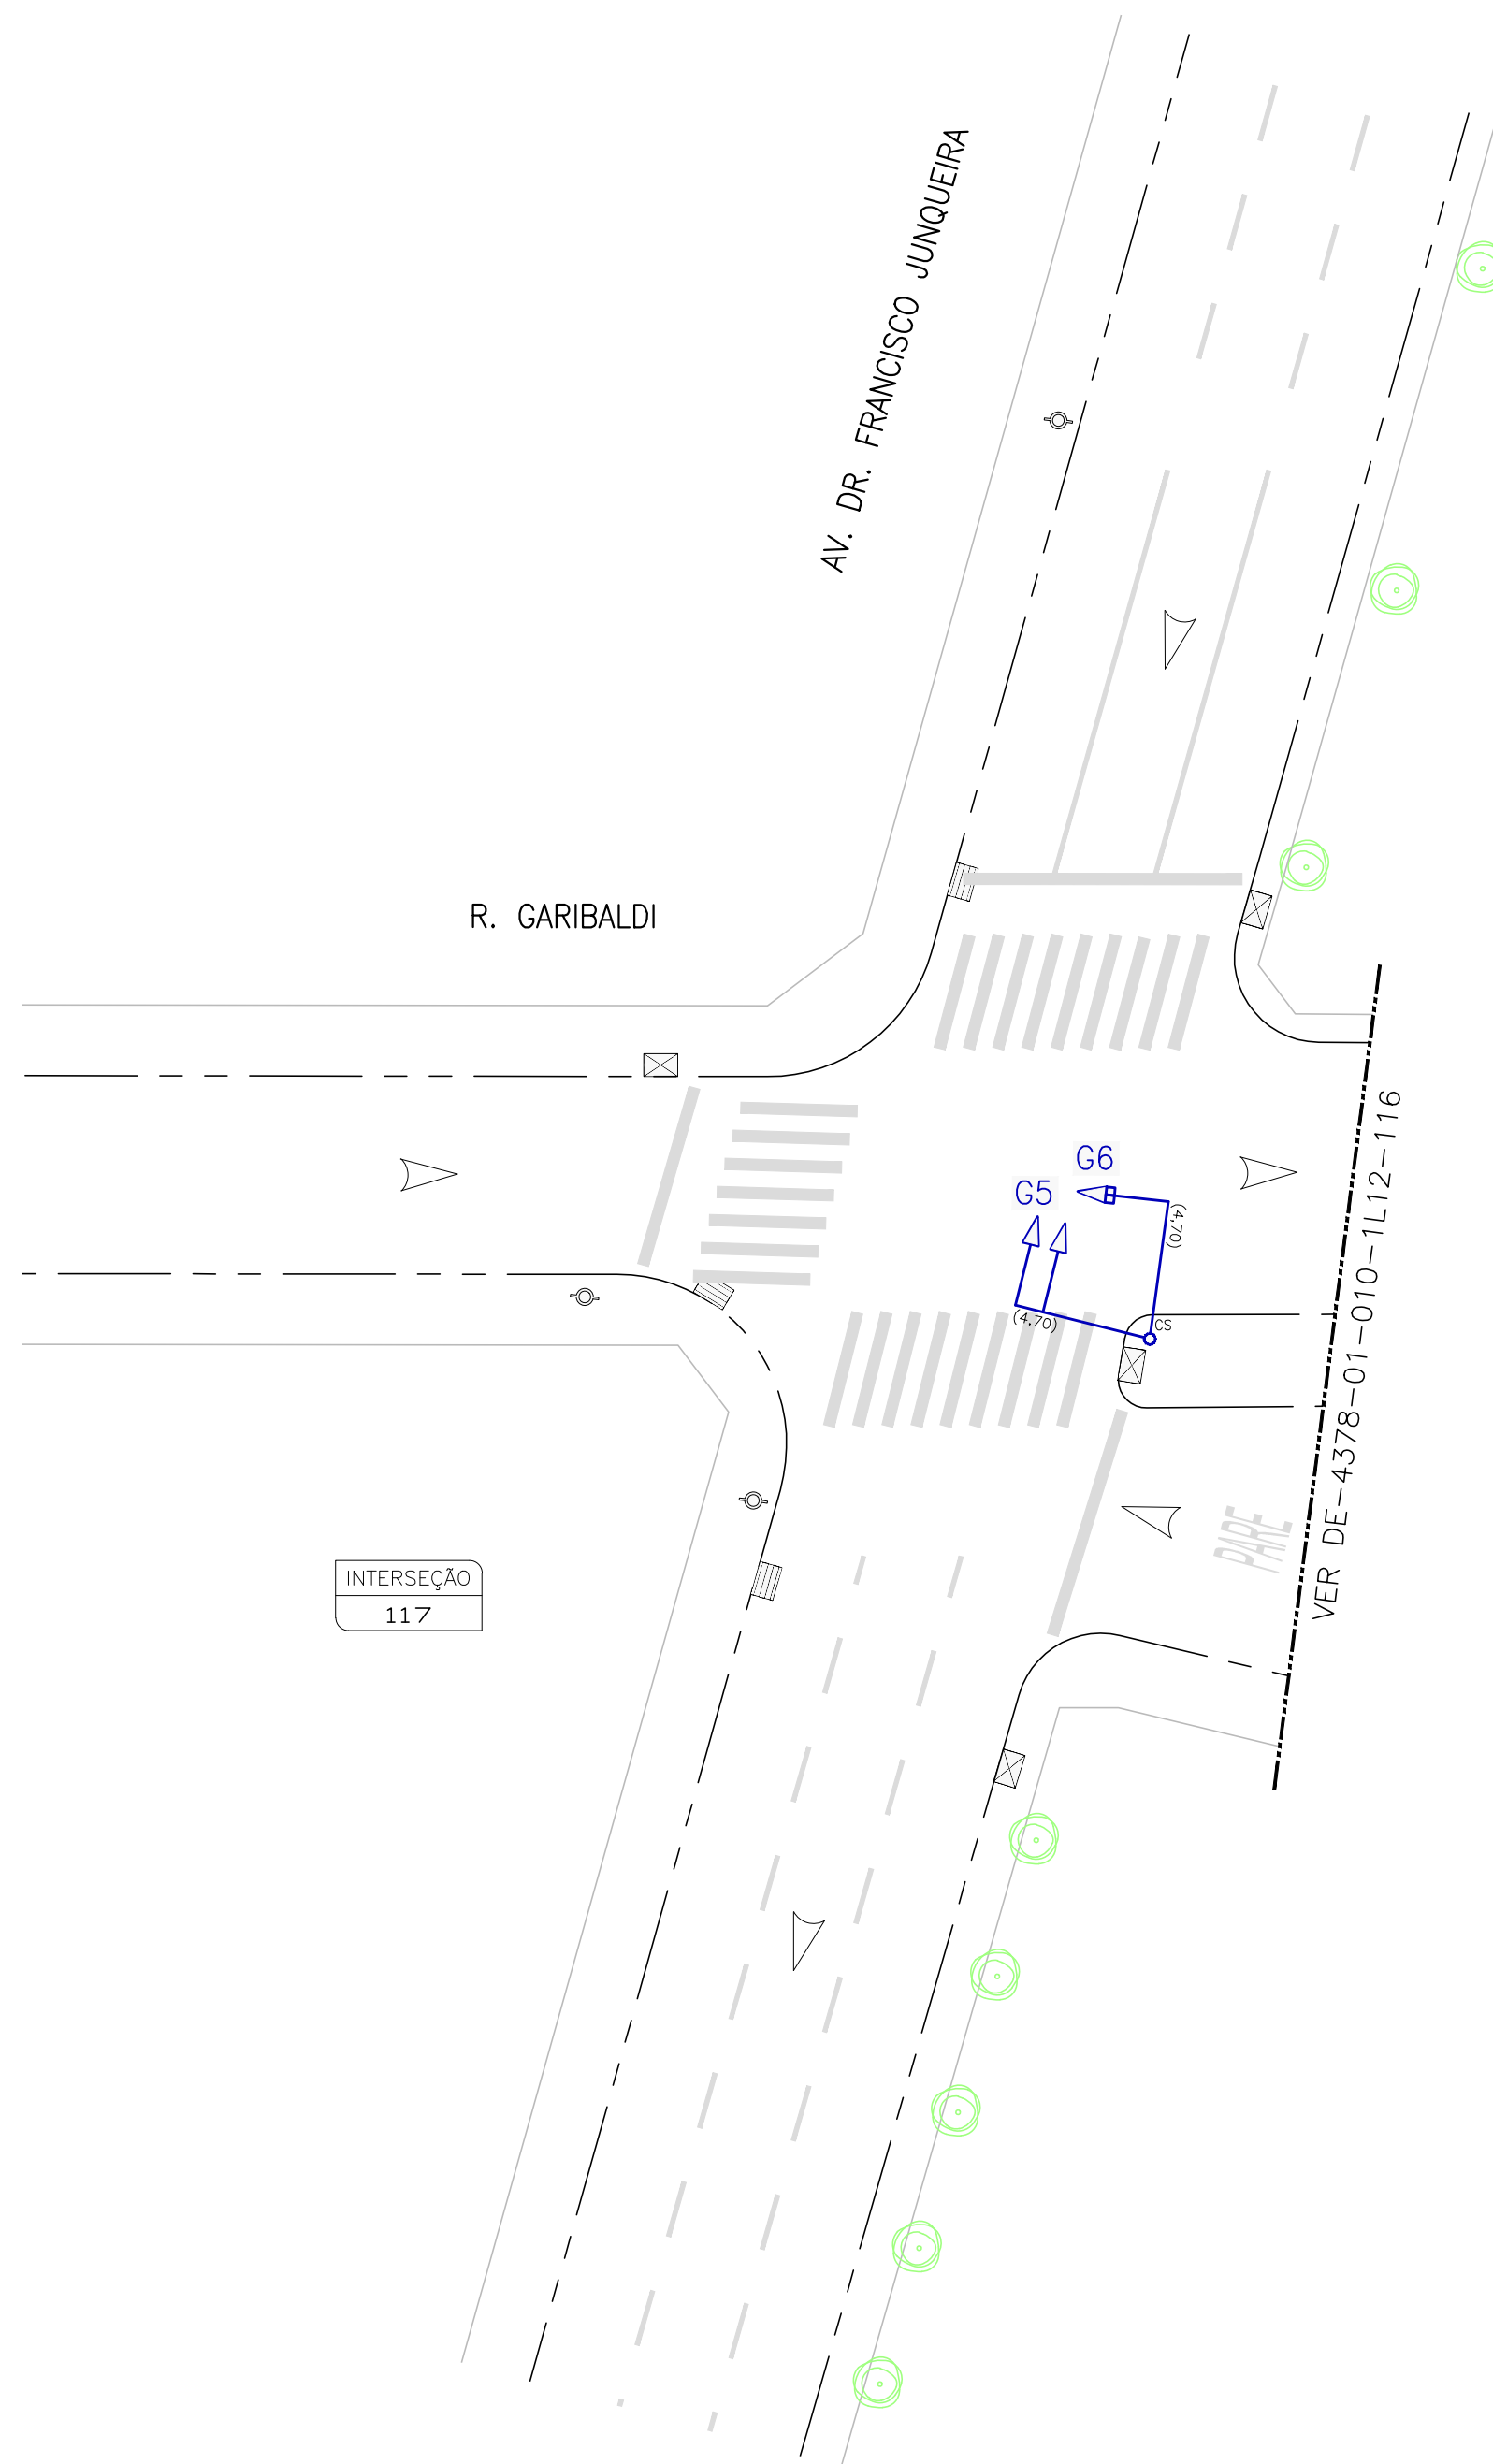 AV. DR. FRANCISCO JUNQUEIRA
R. GARIBALDI
G6
G5
(4,70)
(4,70)
CS
VER DE-4378-01-010-1L12-116
PARE
INTERSEÇÃO
117